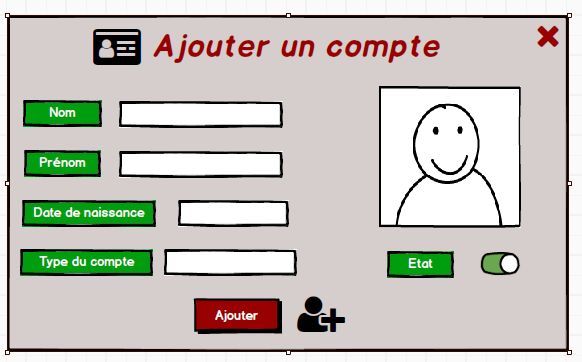 Ajouter un compte
Nom
Prénom
Date de naissance
Type du compte
Etat
Ajouter